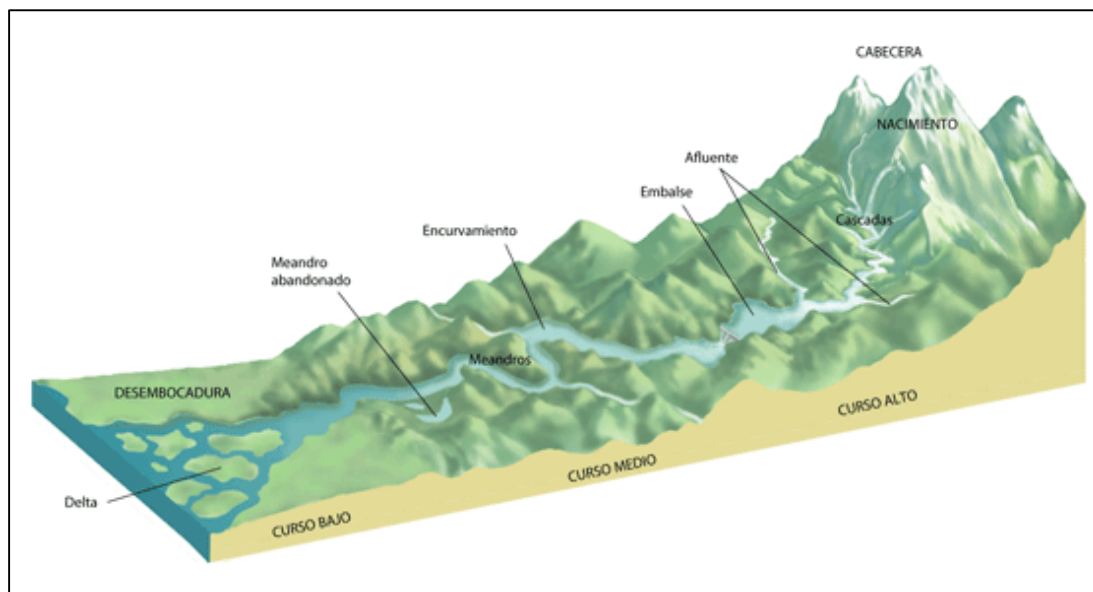 CABECERA
NACIMIENTO
Afluente
Embalse
Cascadas
Encurvamiento
Meandro
abandonado
Meandros
DESEMBOCADURA
CURSO ALTO
CURSO MEDIO
Delta
CURSO BAJO